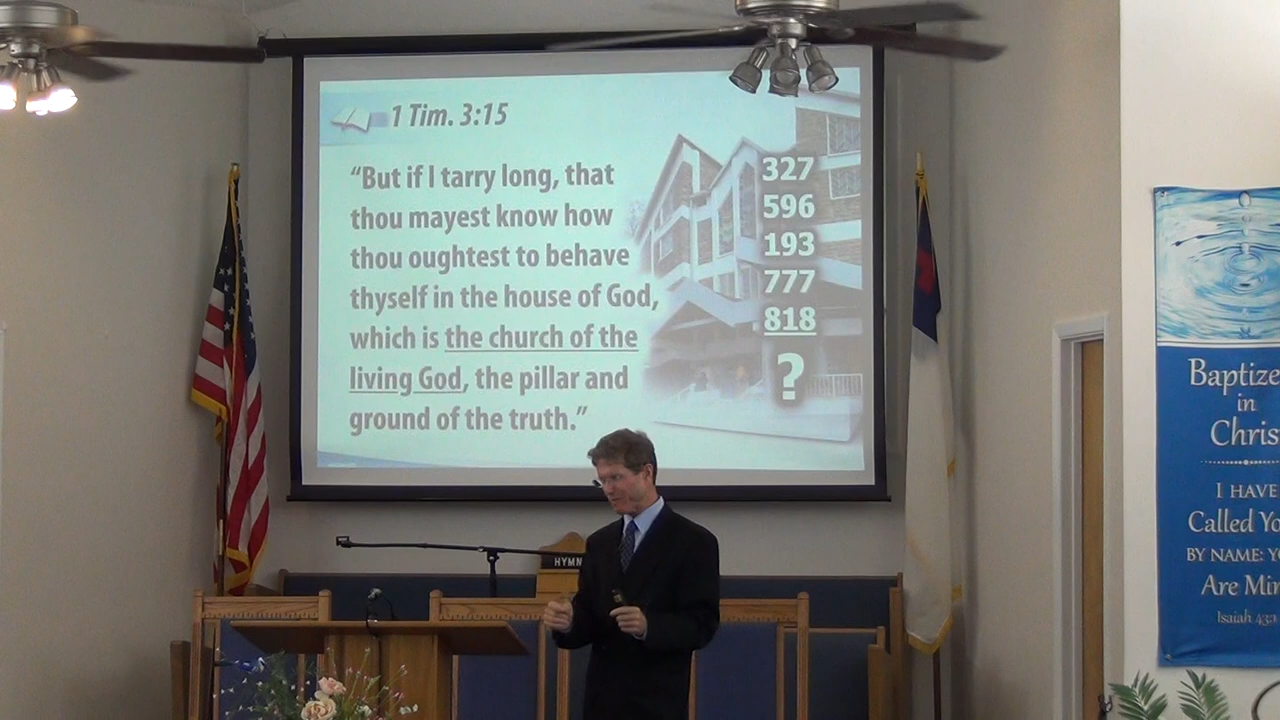 1 Tim. 3:15
“But if I tarry long, that
thou mayest know how
thou oughtest to behave
thyself in the house of God,
which is the church of the
living God, the pillar and
ground of the truth.”
327
596
193
777
818
?
HYMN
Baptize
in
Chris
I HAVE
Called Yo
BY NAME: YO
Are Min
Isaiah 43:1